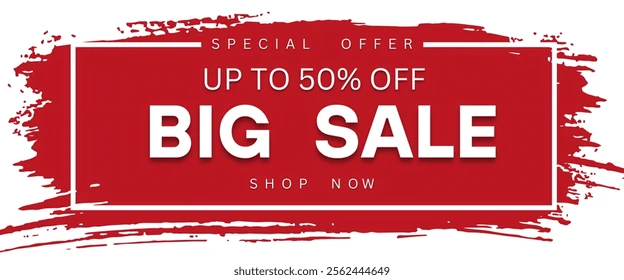 SPECIAL OFFER
UP TO 50% OFF
BIG SALE
SHOP NOW
shutterstock.com · 2562444649